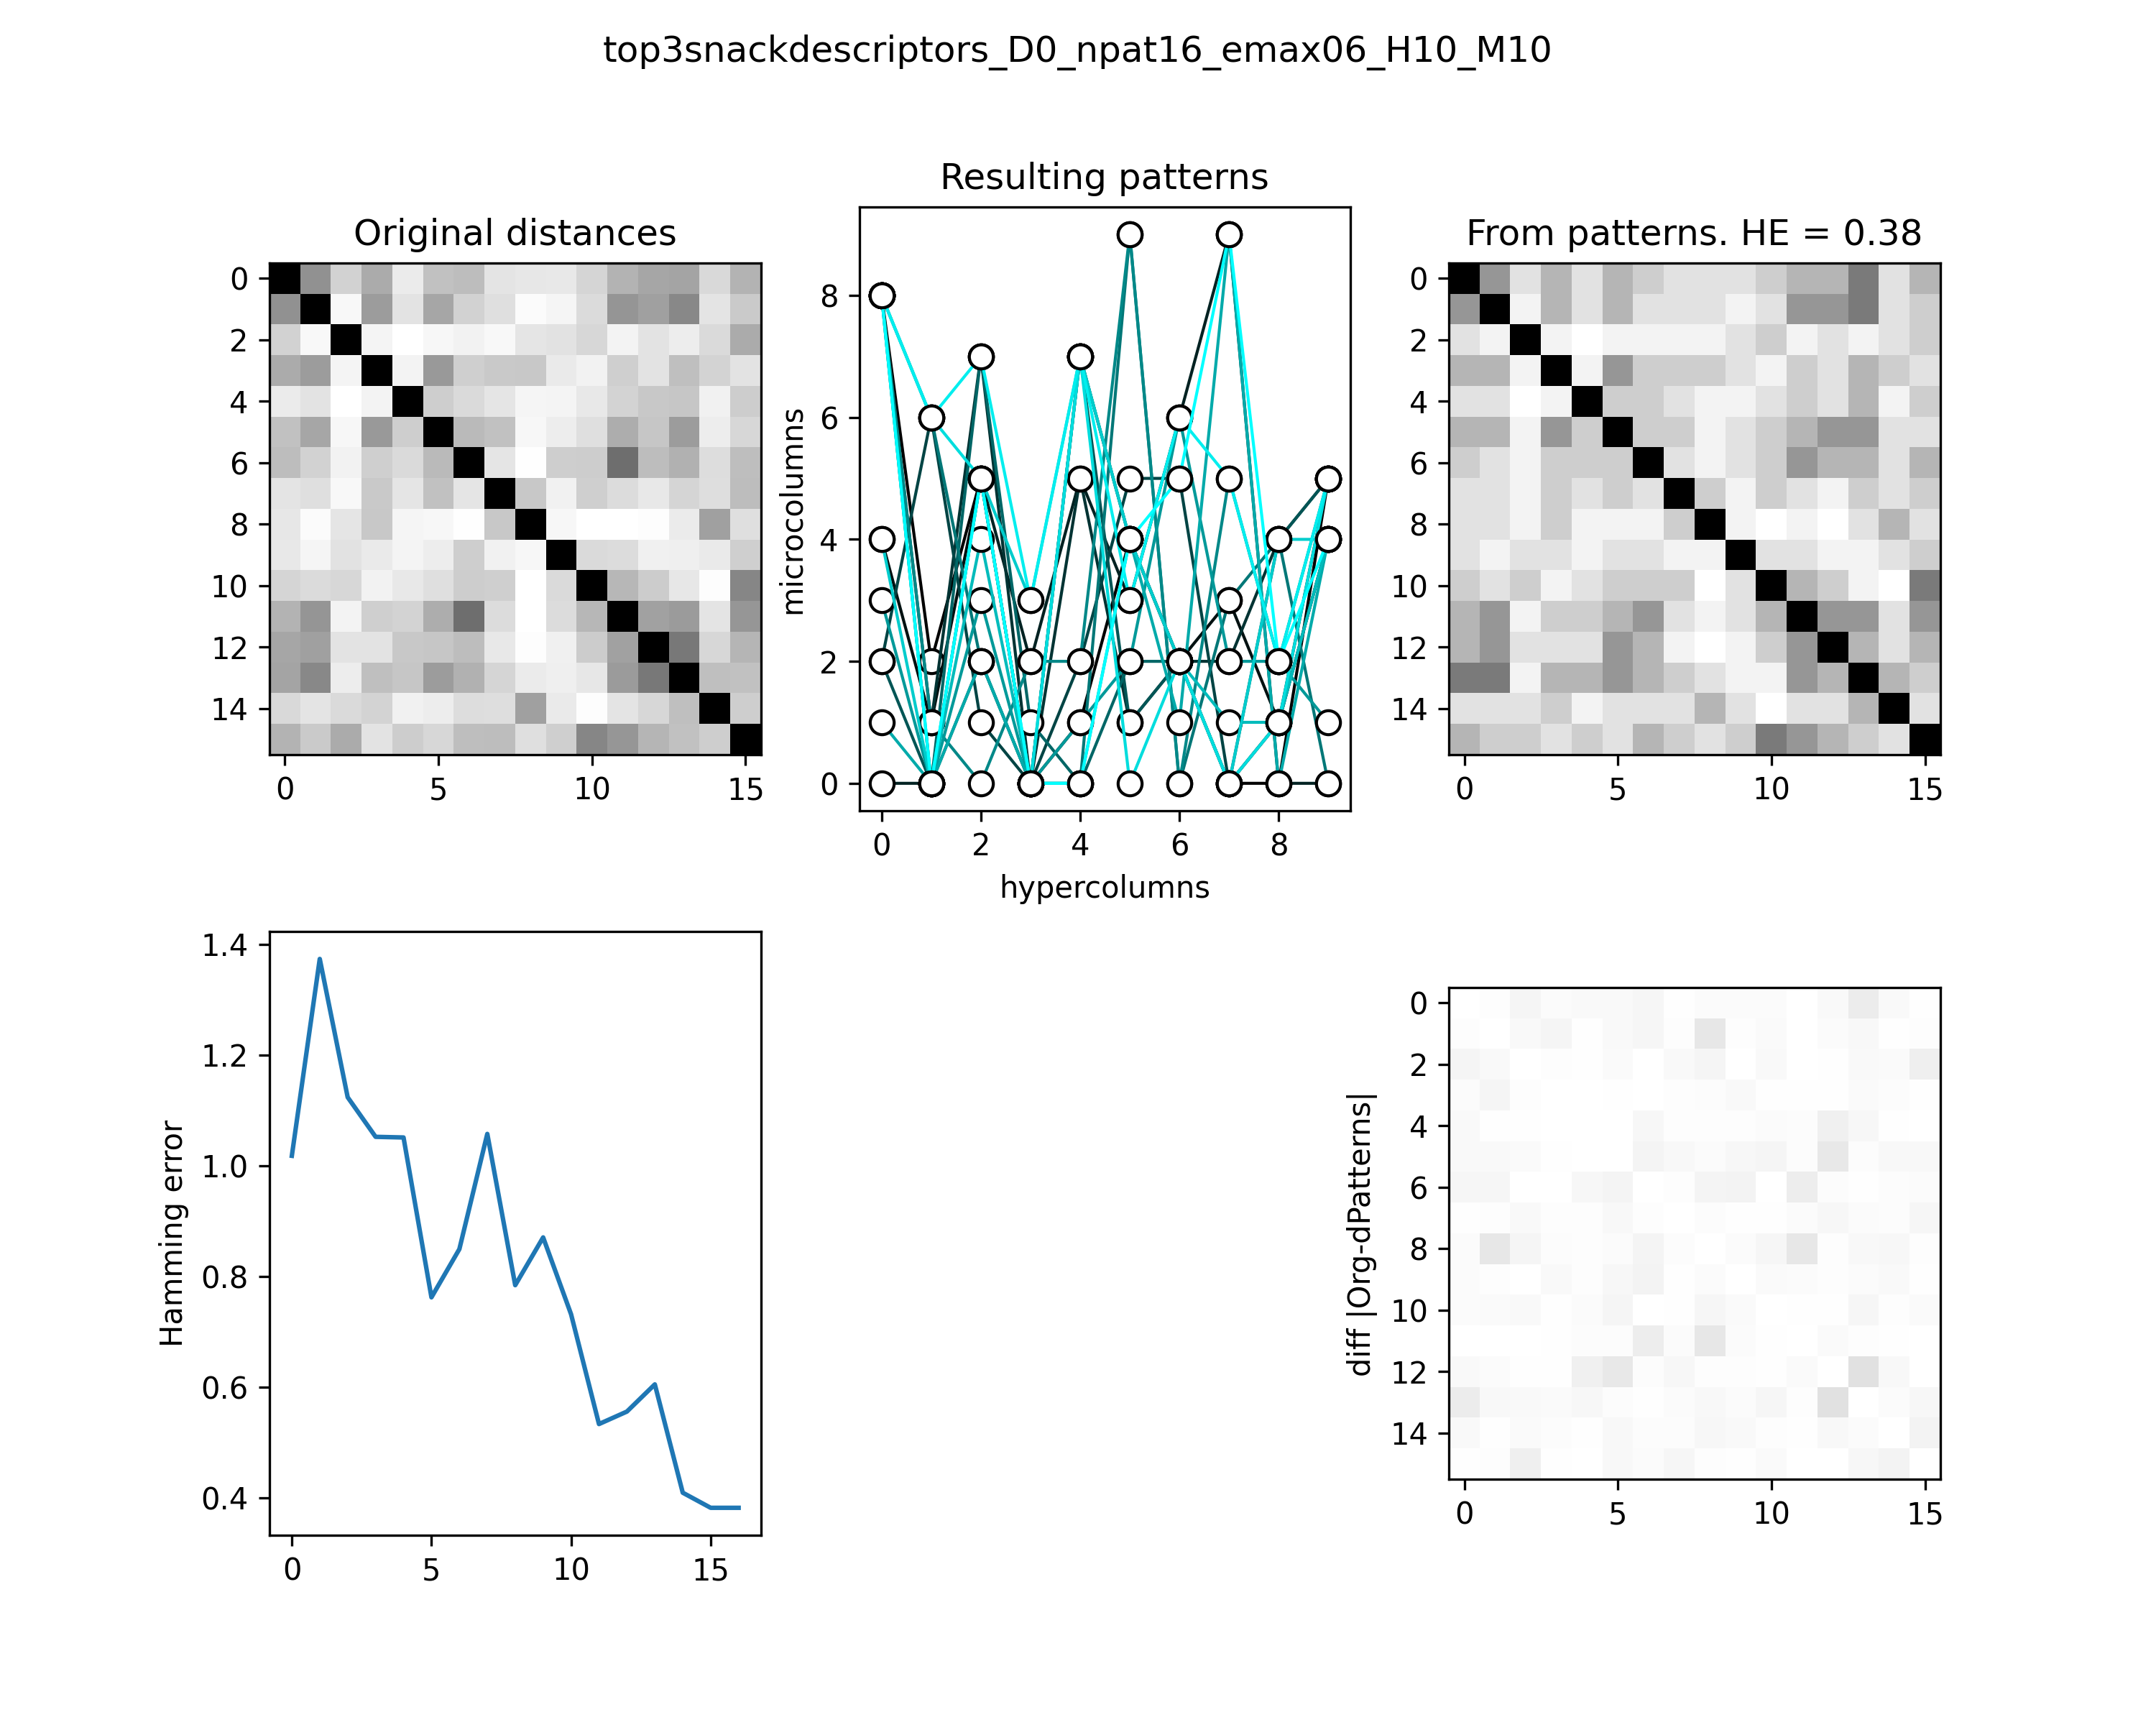 top3snackdescriptors_D0_npat16_emax06_H10_M10
Original distances
0
2
4
6
8
10
12
14
0 5 10 15
Resulting patterns
microcolumns
8
6
4
2
0
0 2 4 6 8
hypercolumns
From patterns. HE = 0.38
0
2
4
6
8
10
12
14
0 5 10 15
Hamming error
1.4
1.2
1.0
0.8
0.6
0.4
0 5 10 15
diff |Org-dPatterns|
0
2
4
6
8
10
12
14
0 5 10 15